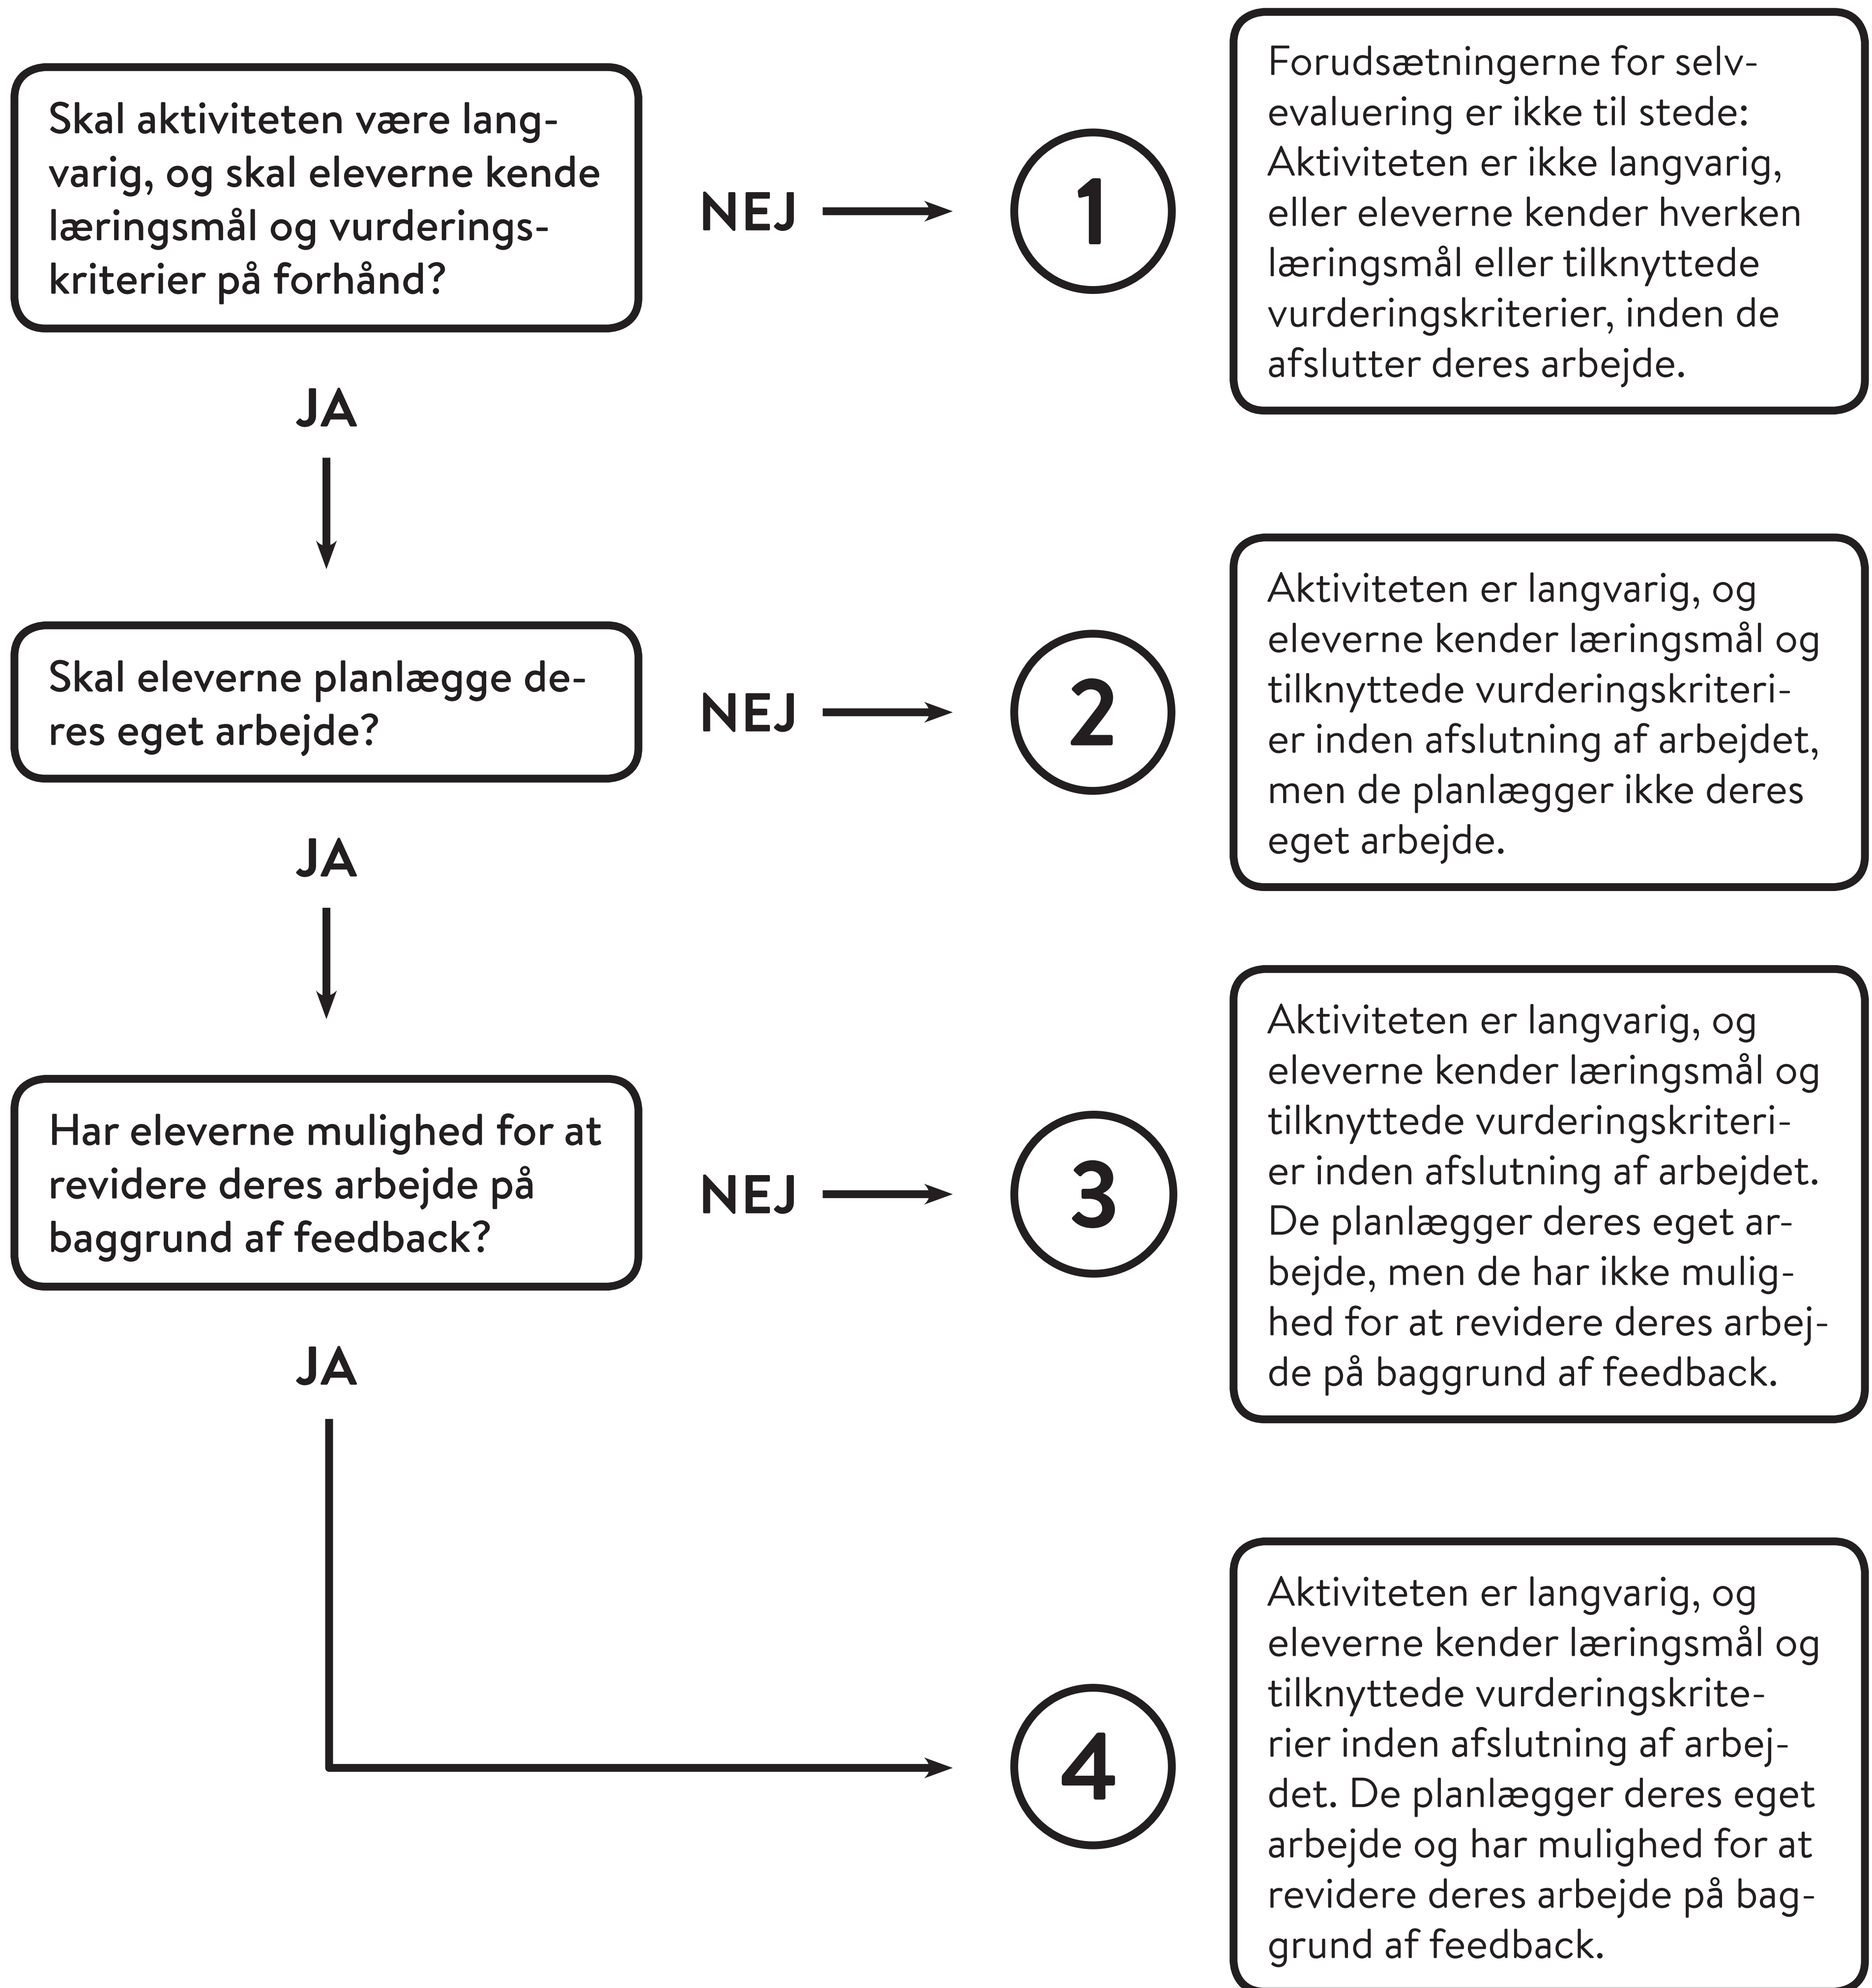 Skal aktiviteten være lang-
varig, og skal eleverne kende
læringsmål og vurderings-
kriterier på forhånd?
NEJ
1
Forudsætningerne for selv-
evaluering er ikke til stede:
Aktiviteten er ikke langvarig,
eller eleverne kender hverken
læringsmål eller tilknyttede
vurderingskriterier, inden de
afslutter deres arbejde.
JA
Skal eleverne planlægge de-
res eget arbejde?
NEJ
2
Aktiviteten er langvarig, og
eleverne kender læringsmål og
tilknyttede vurderingskriteri-
er inden afslutning af arbejdet,
men de planlægger ikke deres
eget arbejde.
JA
Har eleverne mulighed for at
revidere deres arbejde på
baggrund af feedback?
NEJ
3
Aktiviteten er langvarig, og
eleverne kender læringsmål og
tilknyttede vurderingskriteri-
er inden afslutning af arbejdet.
De planlægger deres eget ar-
bejde, men de har ikke mulig-
hed for at revidere deres arbej-
de på baggrund af feedback.
JA
4
Aktiviteten er langvarig, og
eleverne kender læringsmål og
tilknyttede vurderingskrite-
rier inden afslutning af arbej-
det. De planlægger deres eget
arbejde og har mulighed for at
revidere deres arbejde på bag-
grund af feedback.